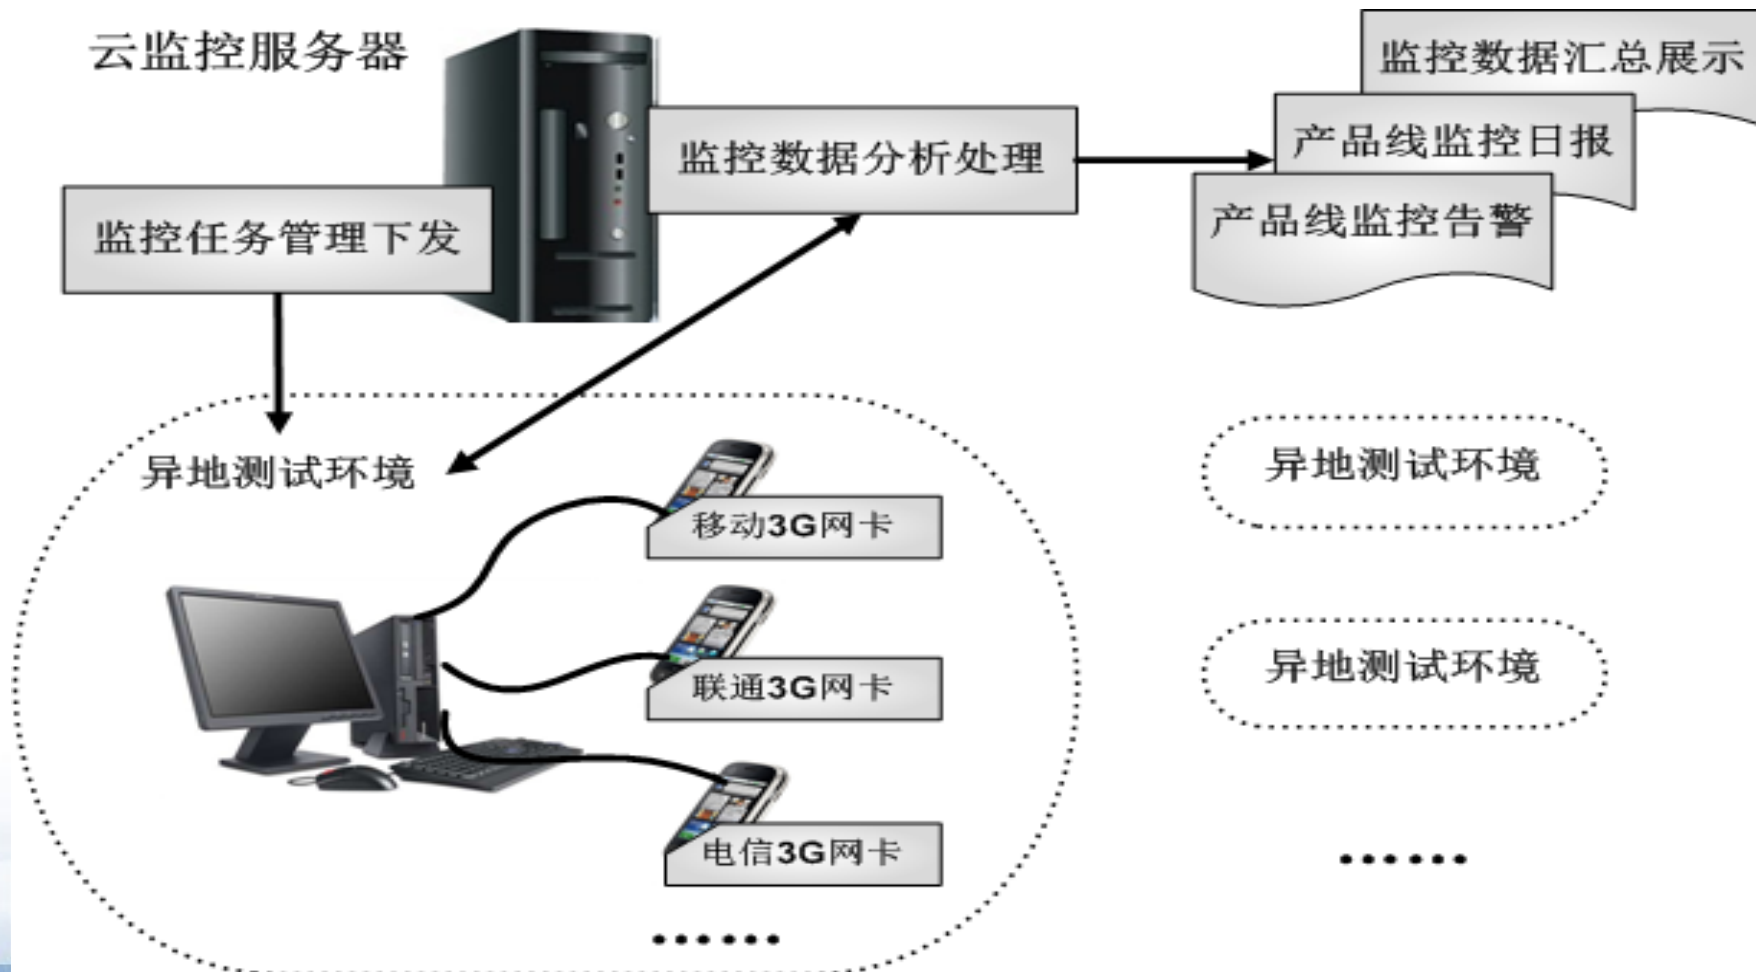 云监控服务器
监控数据汇总展示
产品线监控日报
监控数据分析处理
产品线监控告警
监控任务管理下发
异地测试环境
异地测试环境
移动3G网卡
异地测试环境
联通3G网卡
电信3G网卡
......
......